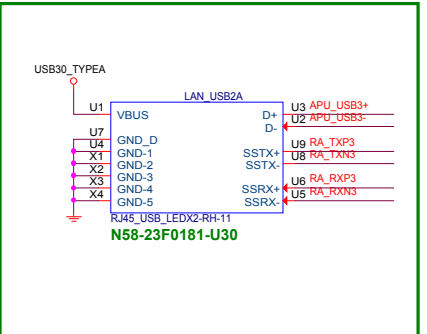 USB30_TYPEA
LAN_USB2A
U1 VBUS D+ U3 APU_USB3+
D- U2 APU_USB3-
U7 GND_D
U4 GND-1 SSTX+ U9 RA_TXP3
X1 GND-2 SSTX- U8 RA_TXN3
X2 GND-3
X3 GND-4 SSRX+ U6 RA_RXP3
X4 GND-5 SSRX- U5 RA_RXN3
RJ45_USB_LEDX2-RH-11
N58-23F0181-U30